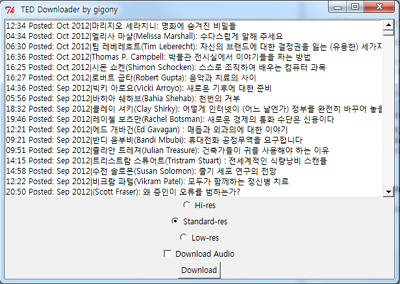 TED Downloader by gigony
12:34 Posted: Oct 2012|마리지오 세라지니: 명화에 숨겨진 비밀들
04:34 Posted: Oct 2012|멜리사 마샬(Melissa Marshall): 수다스럽게 말해 주세요
06:30 Posted: Oct 2012|팀 레버레흐트(Tim Leberecht): 자신의 브랜드에 대한 결정권을 잃는 (유용한) 세가지
16:36 Posted: Oct 2012|Thomas P. Campbell: 박물관 전시실에서 이야기들을 짜는 방법
16:25 Posted: Oct 2012|시몬 쇼켄(Shimon Schocken): 스스로 조직하여 배우는 컴퓨터 과목
16:27 Posted: Oct 2012|로버트 굽타(Robert Gupta): 음악과 치료의 사이
14:36 Posted: Sep 2012|빅키 아로요(Vicki Arroyo): 새로운 기후에 대한 준비
05:56 Posted: Sep 2012|바히아 쉐하브(Bahia Shehab): 천번의 거부
18:32 Posted: Sep 2012|클레이 셔키(Clay Shirky): 어떻게 인터넷이 (어느 날엔가) 정부를 완전히 바꾸어 놓을
19:46 Posted: Sep 2012|레이첼 보츠만(Rachel Botsman): 새로운 경제의 통화 수단은 신용이다
12:21 Posted: Sep 2012|에드 개바간( Ed Gavagan) : 매듭과 외과의에 대한 이야기
09:21 Posted: Sep 2012|반디 음부비(Bandi Mbubi): 휴대전화 공정무역을 요구합니다
09:51 Posted: Sep 2012|줄리안 트레져(Julian Treasure): 건축가들이 귀를 사용해야 하는 이유
14:15 Posted: Sep 2012|트리스트람 스튜어트(Tristram Stuart) : 전세계적인 식량낭비 스캔들
14:58 Posted: Sep 2012|수전 솔로몬(Susan Solomon): 줄기 세포 연구의 전망
12:22 Posted: Sep 2012|비크람 파텔(Vikram Patel): 모두가 함께하는 정신병 치료
20:50 Posted: Sep 2012|(Scott Fraser): 왜 증인이 오류를 범하는가?
Hi-res
Standard-res
Low-res
Download Audio
Download